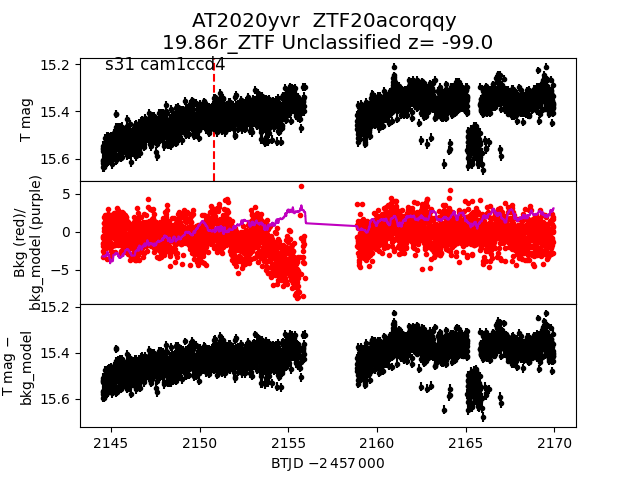 AT2020yvr  ZTF20acorqqy
19.86r_ZTF Unclassified z= -99.0
s31 cam1ccd4
15.2
15.4
15.6
T mag
5
0
−5
Bkg (red)/
bkg_model (purple)
15.2
15.4
15.6
T mag −
bkg_model
2145 2150 2155 2160 2165 2170
BTJD −2 457 000